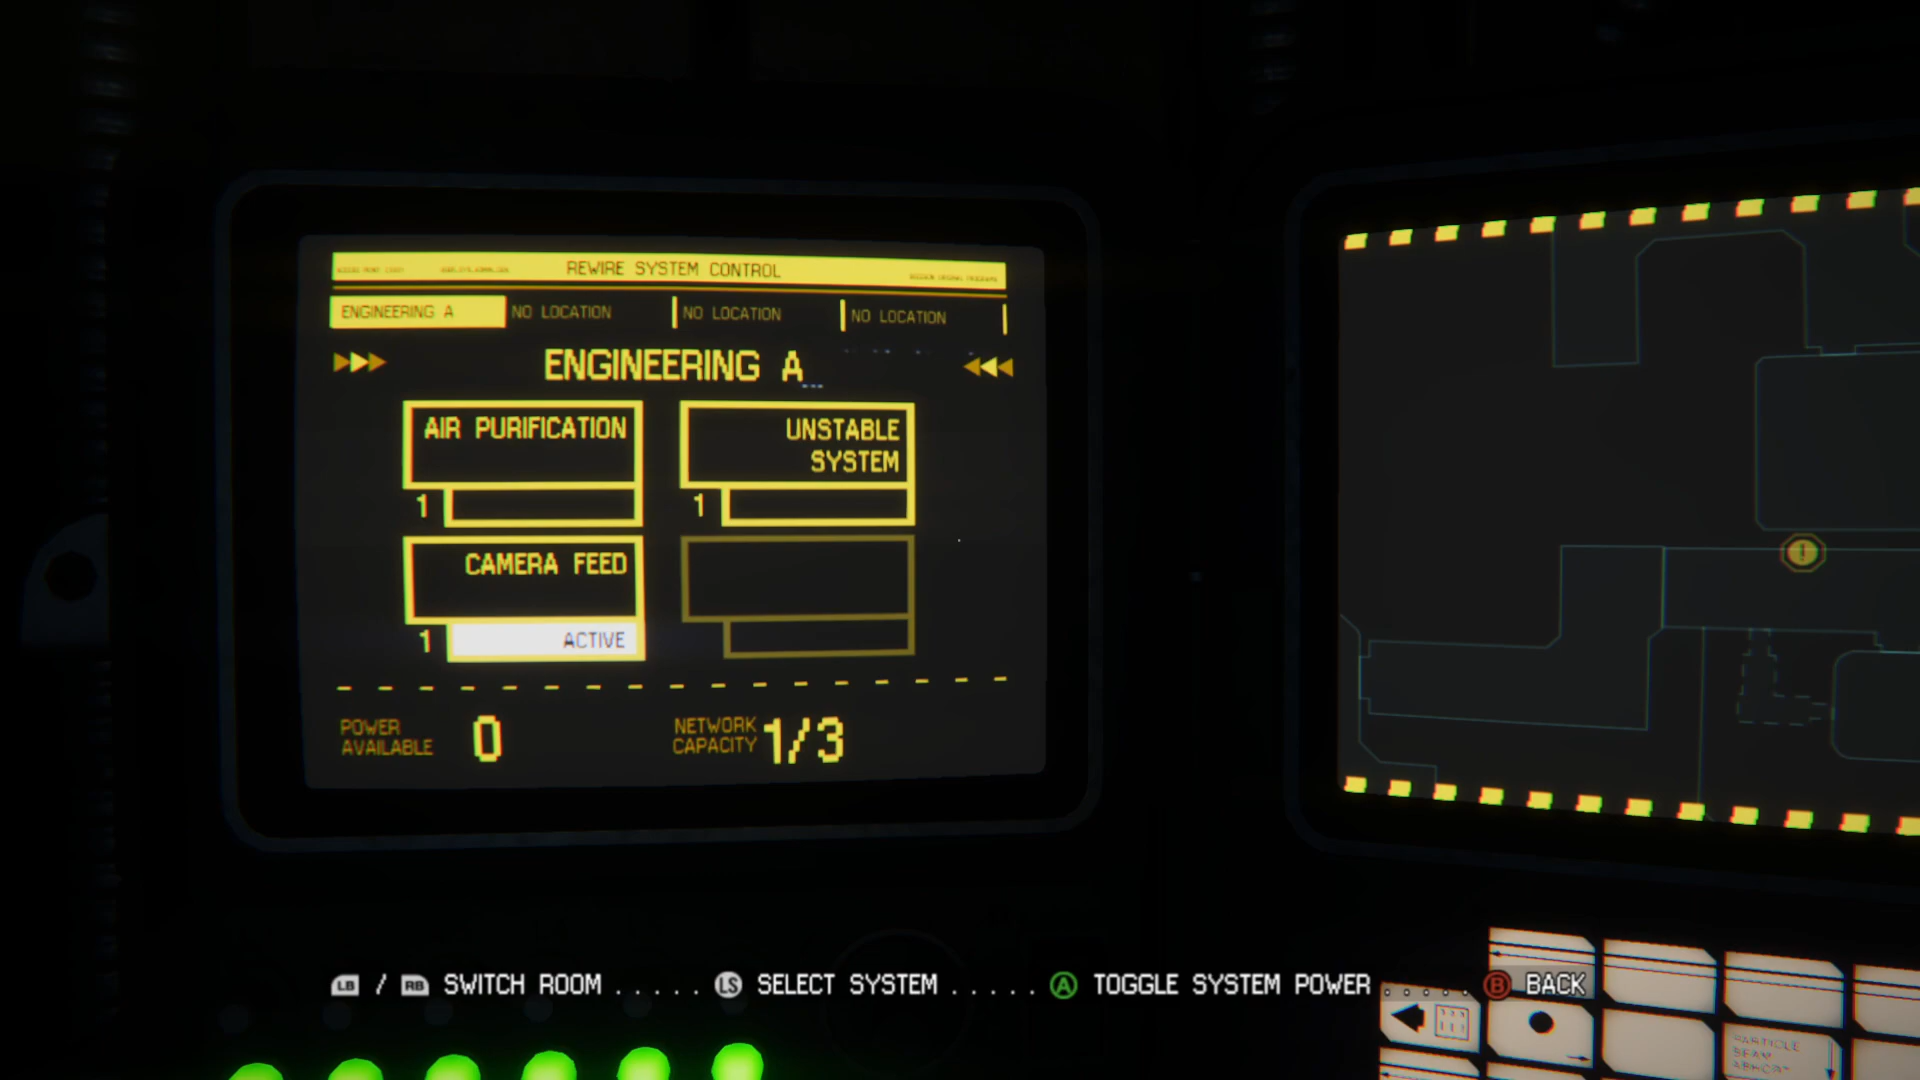 REWIRE SYSTEM CONTROL
ENGINEERING A
NO LOCATION
NO LOCATION
NO LOCATION
ENGINEERING A
AIR PURIFICATION
1
UNSTABLE
SYSTEM
1
CAMERA FEED
1 ACTIVE
POWER
AVAILABLE
0
NETWORK
CAPACITY
1/3
!
LB / RB SWITCH ROOM ..... LS SELECT SYSTEM ..... A TOGGLE SYSTEM POWER ..... B BACK
PARTICLE
BEAM